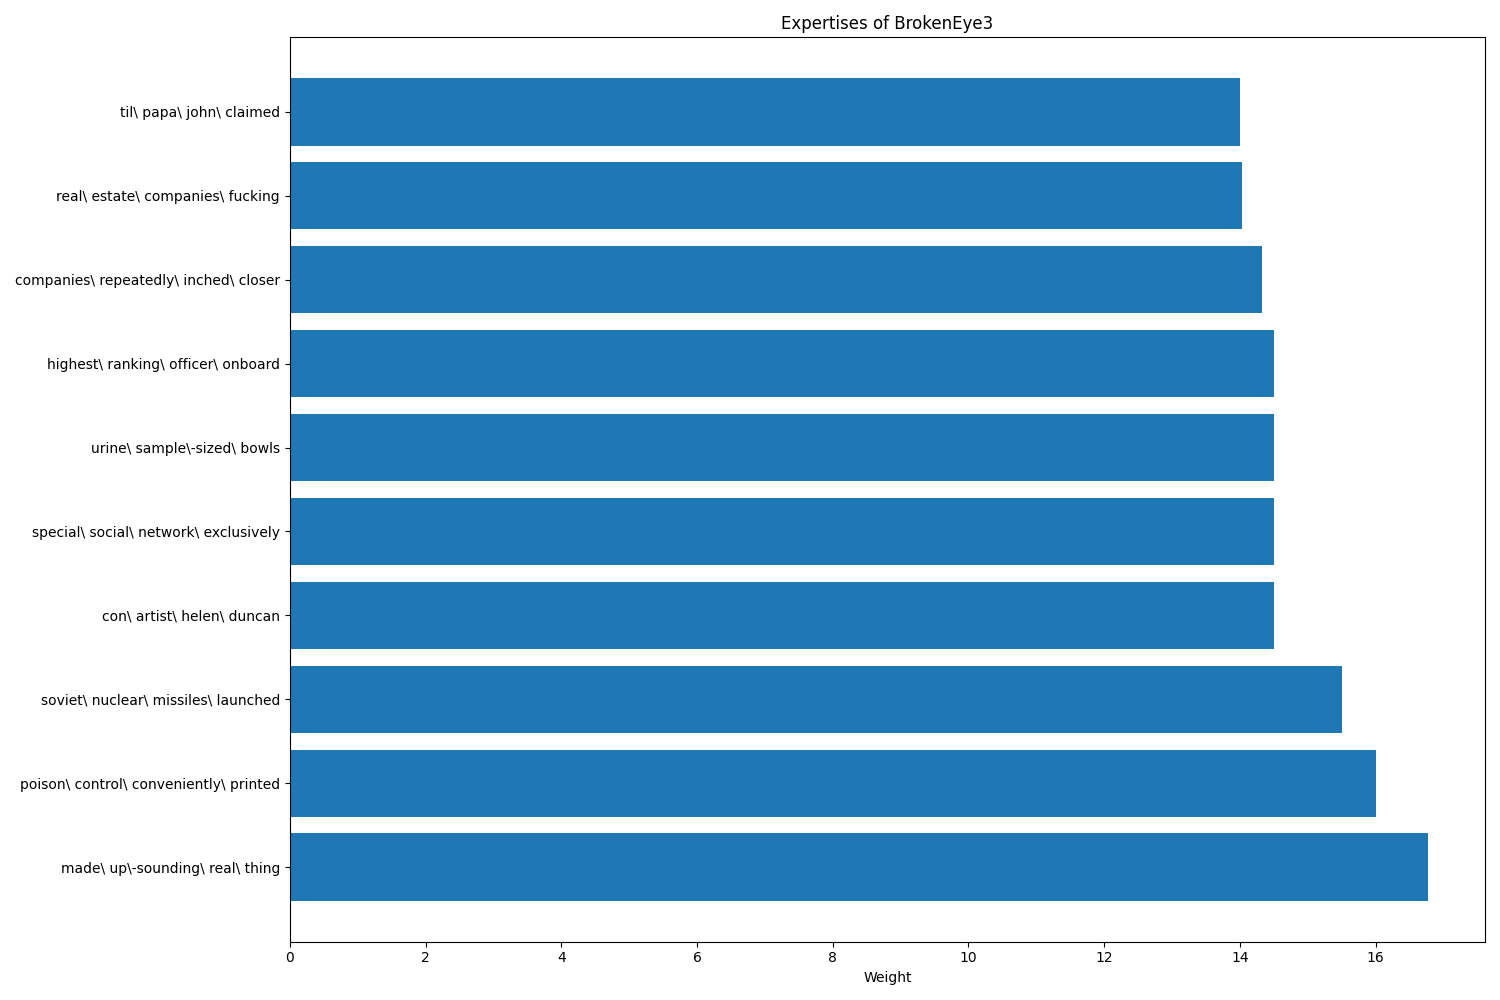 Expertises of BrokenEye3
til\ papa\ john\ claimed
real\ estate\ companies\ fucking
companies\ repeatedly\ inched\ closer
highest\ ranking\ officer\ onboard
urine\ sample\-sized\ bowls
special\ social\ network\ exclusively
con\ artist\ helen\ duncan
soviet\ nuclear\ missiles\ launched
poison\ control\ conveniently\ printed
made\ up\-sounding\ real\ thing
0 2 4 6 8 10 12 14 16
Weight